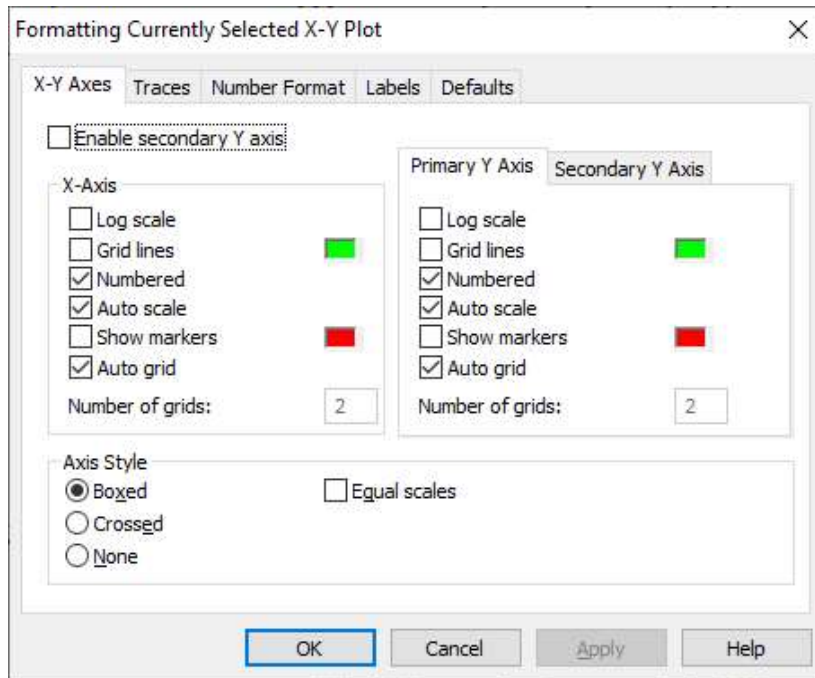 Formatting Currently Selected X-Y Plot
X-Y Axes Traces Number Format Labels Defaults
Enable secondary Y axis
X-Axis
Log scale
Grid lines
Numbered
Auto scale
Show markers
Auto grid
Number of grids: 2
Primary Y Axis Secondary Y Axis
Log scale
Grid lines
Numbered
Auto scale
Show markers
Auto grid
Number of grids: 2
Axis Style
Boxed
Crossed
None
Equal scales
OK Cancel Apply Help